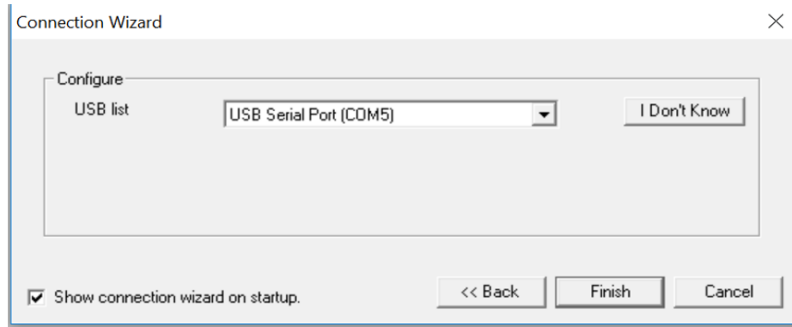 Connection Wizard
Configure
USB list
USB Serial Port (COM5)
I Don't Know
Show connection wizard on startup.
<< Back
Finish
Cancel